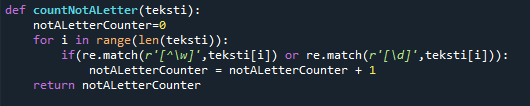 def countNotALetter(teksti):
    notALetterCounter=0
    for i in range(len(teksti)):
        if(re.match(r'[^\w]',teksti[i]) or re.match(r'[\d]',teksti[i])):
            notALetterCounter = notALetterCounter + 1
    return notALetterCounter